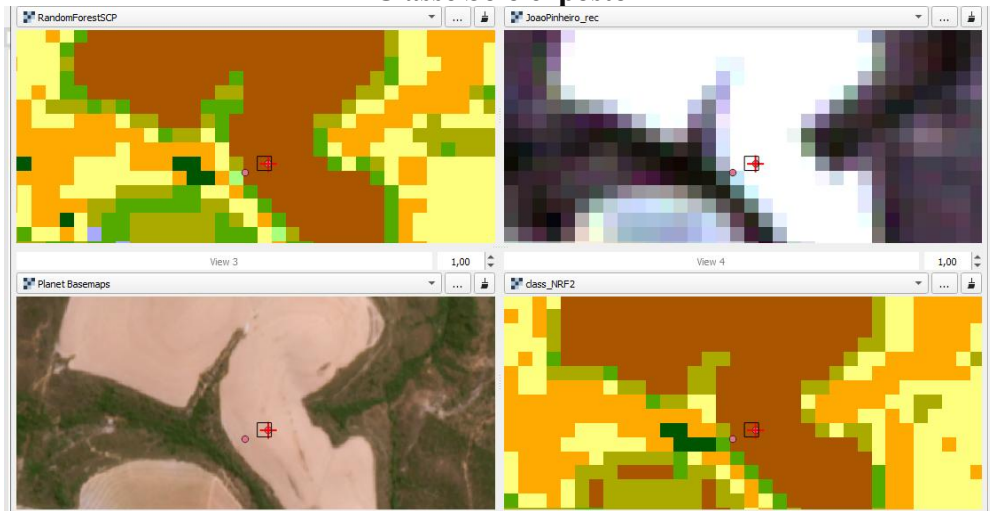 RandomForestSCP ...
JoaoPinheiro_rec ...
View 3 1,00
View 4 1,00
Planet Basemaps ...
class_NRF2 ...